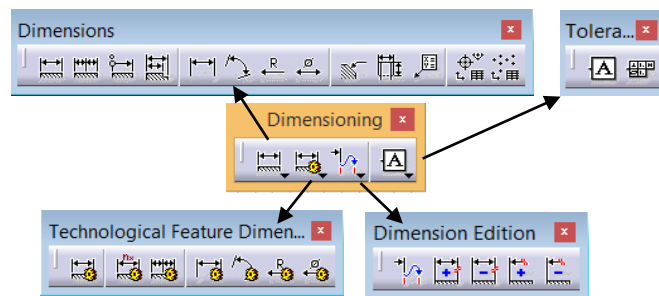 Dimensions
Tolera...
Dimensioning
Technological Feature Dimen...
Dimension Edition